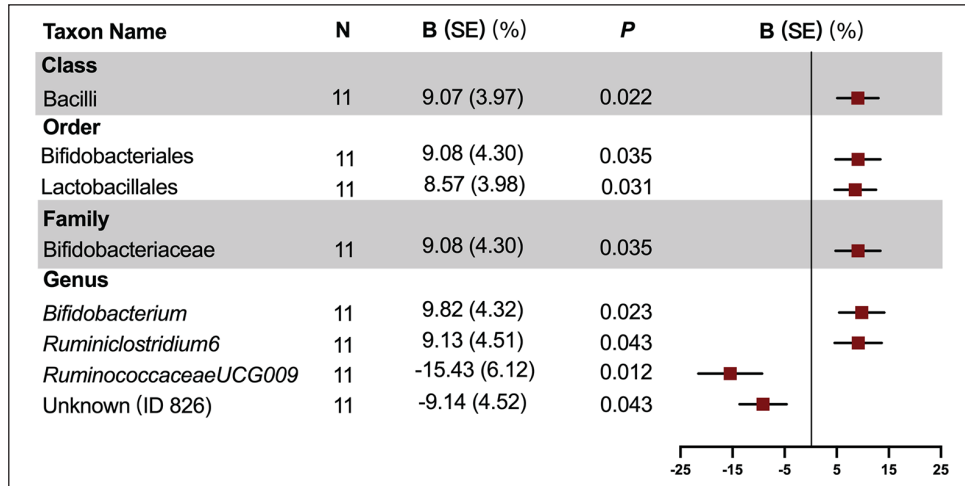 Taxon Name N B (SE) (%) P B (SE) (%)
Class
Bacilli 11 9.07 (3.97) 0.022
Order
Bifidobacteriales 11 9.08 (4.30) 0.035
Lactobacillales 11 8.57 (3.98) 0.031
Family
Bifidobacteriaceae 11 9.08 (4.30) 0.035
Genus
Bifidobacterium 11 9.82 (4.32) 0.023
Ruminiclostridium6 11 9.13 (4.51) 0.043
RuminococcaceaeUCG009 11 -15.43 (6.12) 0.012
Unknown (ID 826) 11 -9.14 (4.52) 0.043
-25 -15 -5 5 15 25